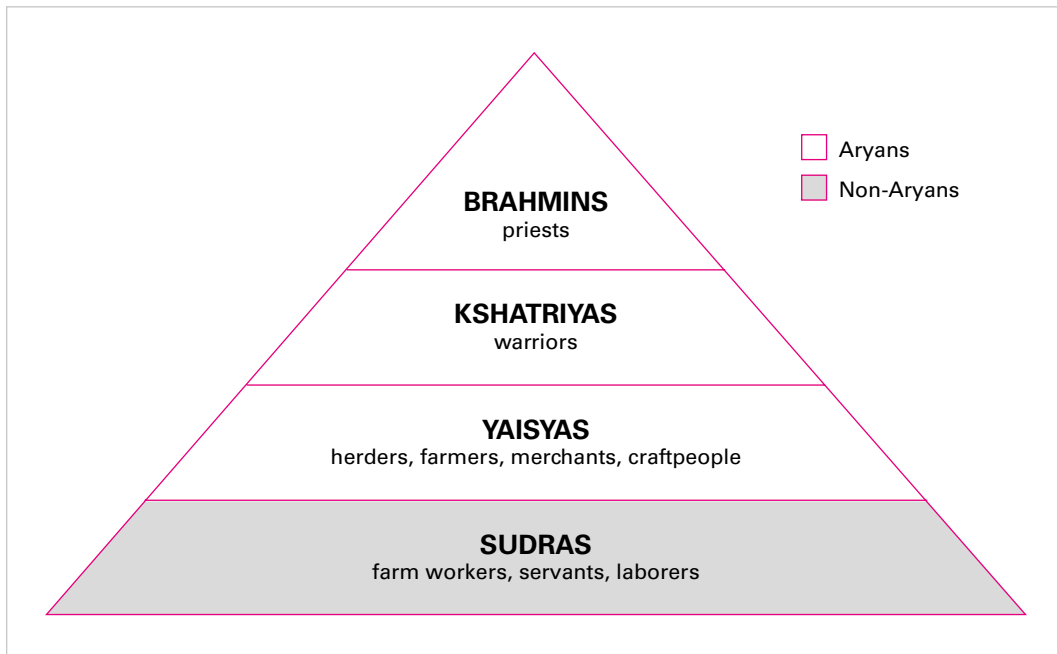 Aryans
Non-Aryans
BRAHMINS
priests
KSHATRIYAS
warriors
YAISYAS
herders, farmers, merchants, craftpeople
SUDRAS
farm workers, servants, laborers